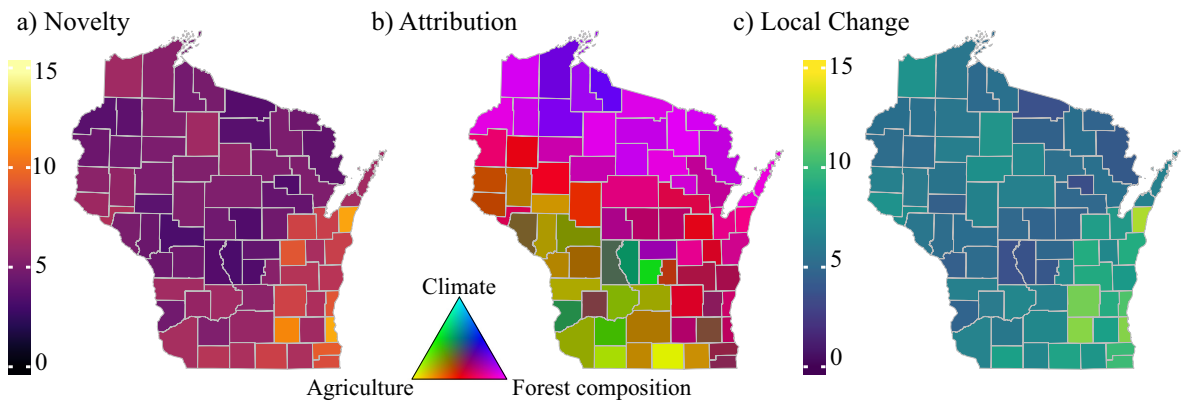 a) Novelty
b) Attribution
c) Local Change
15
10
5
0
Climate
Agriculture
Forest composition
15
10
5
0